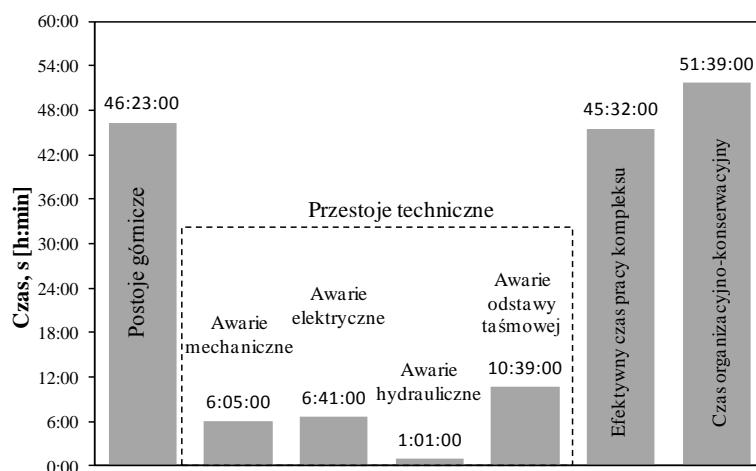 60:00
54:00
48:00
42:00
36:00
30:00
24:00
18:00
12:00
6:00
0:00
Czas, s [h:min]
46:23:00
Postoje górnicze
Przestoje techniczne
Awarie
mechaniczne
6:05:00
Awarie
elektryczne
6:41:00
Awarie
hydrauliczne
1:01:00
Awarie
odstawy
taśmowej
10:39:00
45:32:00
Efektywny czas pracy kompleksu
51:39:00
Czas organizacyjno-konserwacyjny